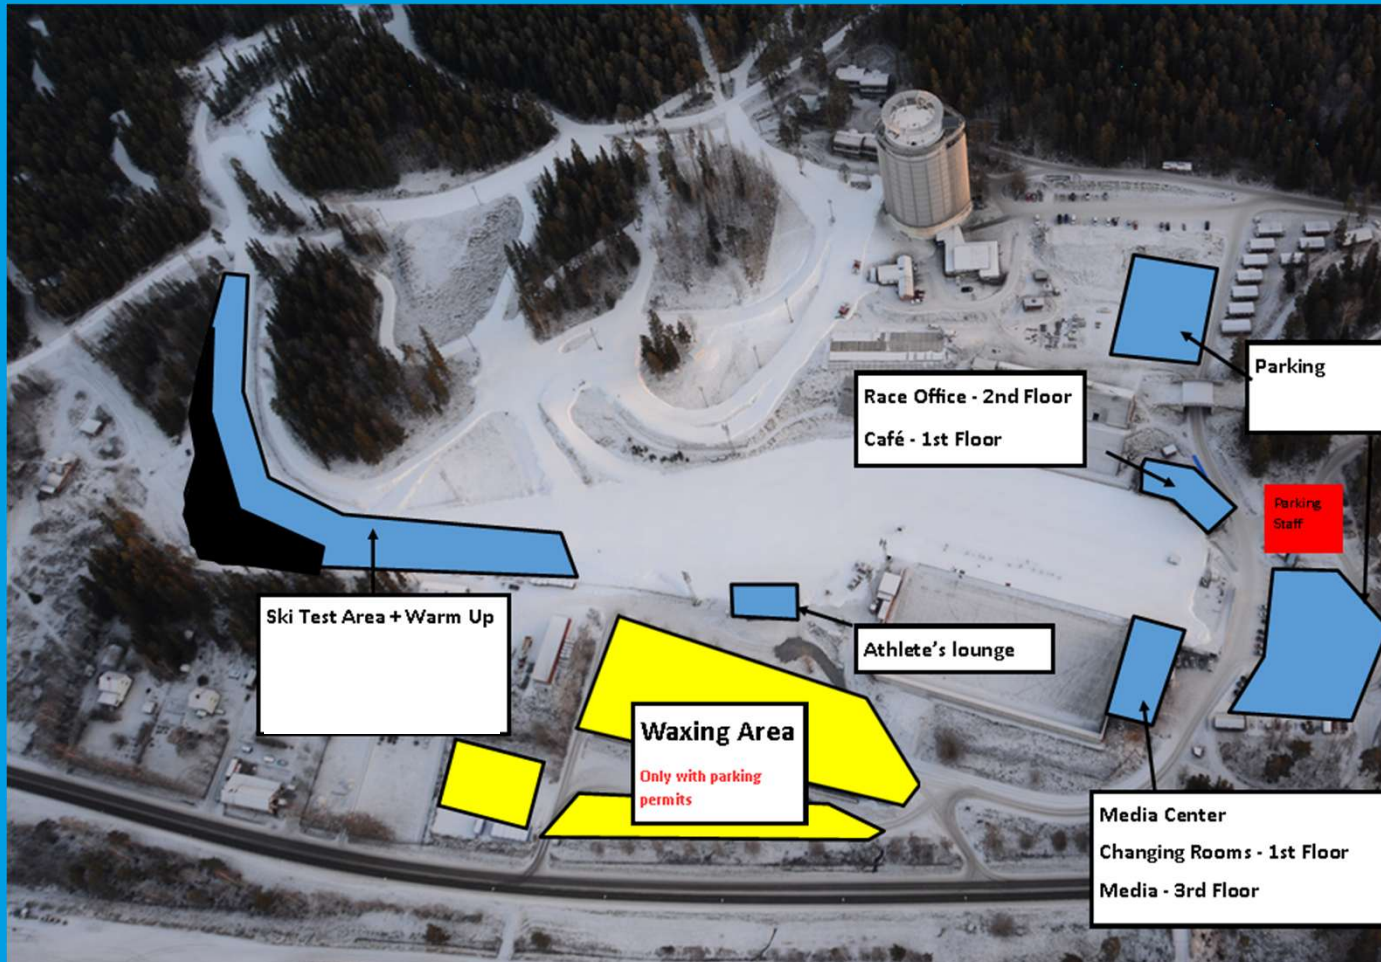 Parking
Race Office - 2nd Floor
Café - 1st Floor
Parking
Staff
Ski Test Area + Warm Up
Athlete's lounge
Waxing Area
Only with parking
permits
Media Center
Changing Rooms - 1st Floor
Media - 3rd Floor